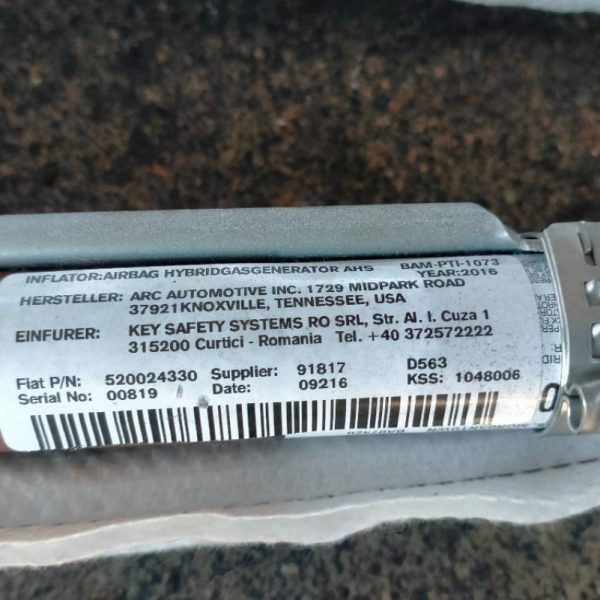 INFLATOR:AIRBAG HYBRIDGASGENERATOR AHS BAM-PTI-1073
YEAR:2016
HERSTELLER: ARC AUTOMOTIVE INC. 1729 MIDPARK ROAD
37921KNOXVILLE, TENNESSEE, USA
EINFURER: KEY SAFETY SYSTEMS RO SRL, Str. Al. I. Cuza 1
315200 Curtici - Romania Tel. +40 372572222
Fiat P/N: 520024330 Supplier: 91817 D563
Serial No: 00819 Date: 09216 KSS: 1048006